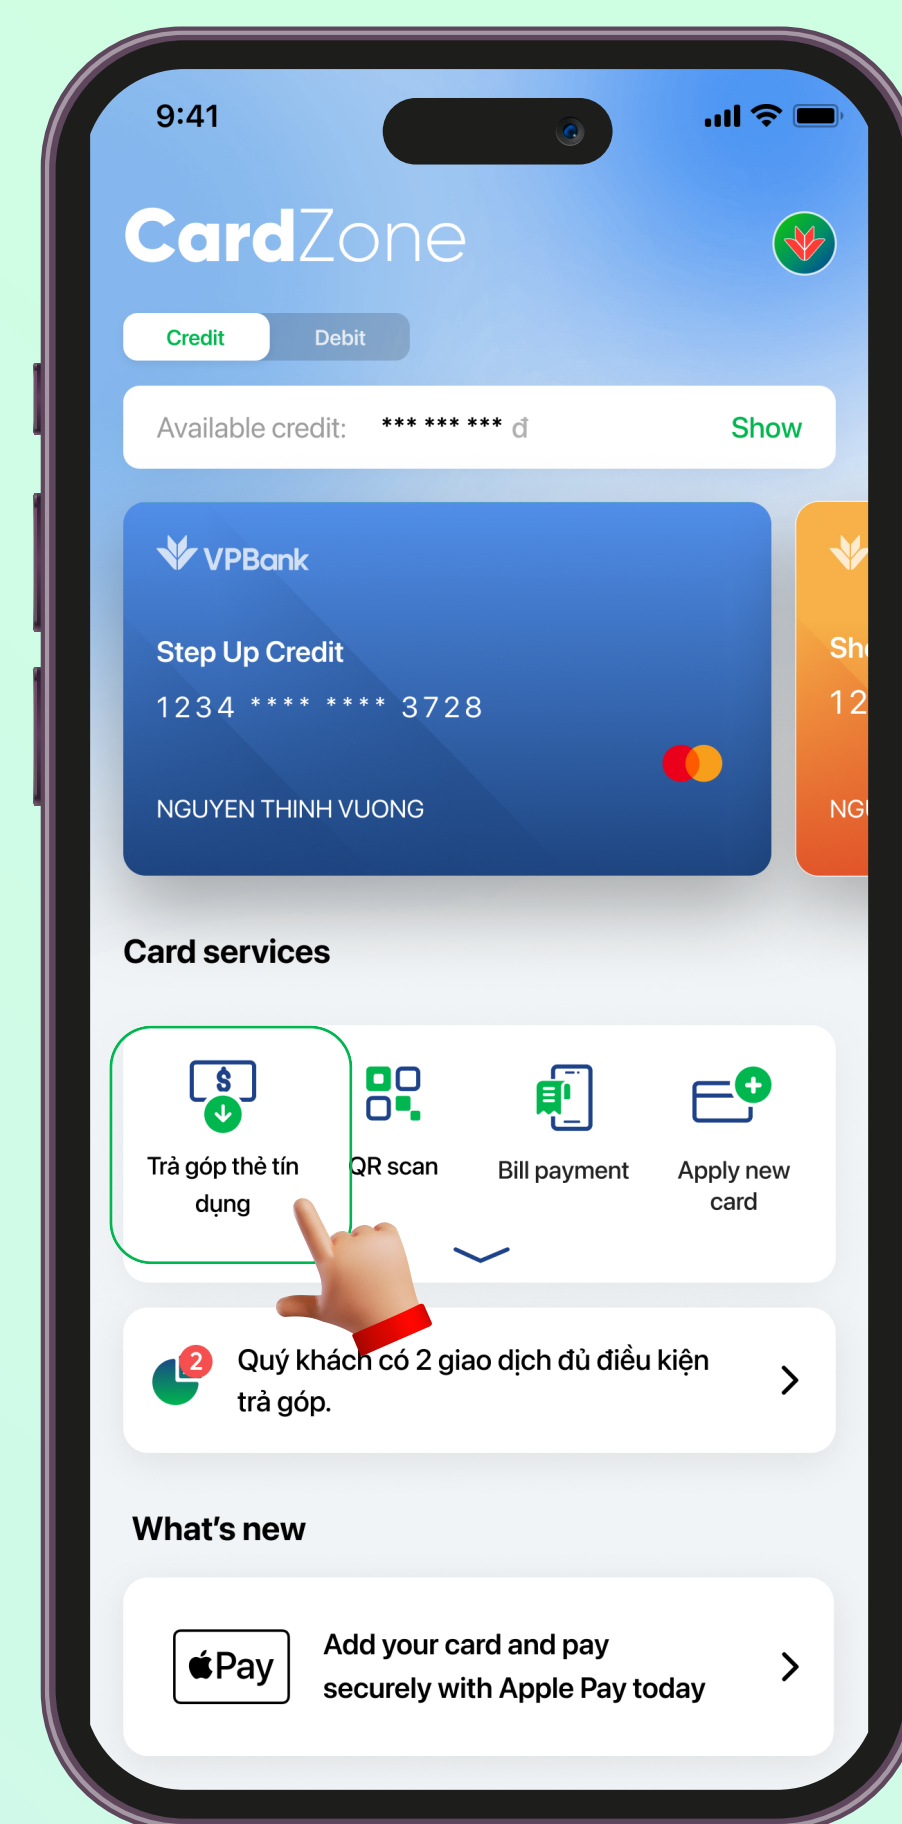 9:41
CardZone
Credit
Debit
Available credit: *** *** *** đ
Show
VPBank
Step Up Credit
1234 **** **** 3728
NGUYEN THINH VUONG
12
Card services
$
Trả góp thẻ tín
dụng
QR scan
Bill payment
Apply new
card
2
Quý khách có 2 giao dịch đủ điều kiện
trả góp.
What's new
Pay
Add your card and pay
securely with Apple Pay today